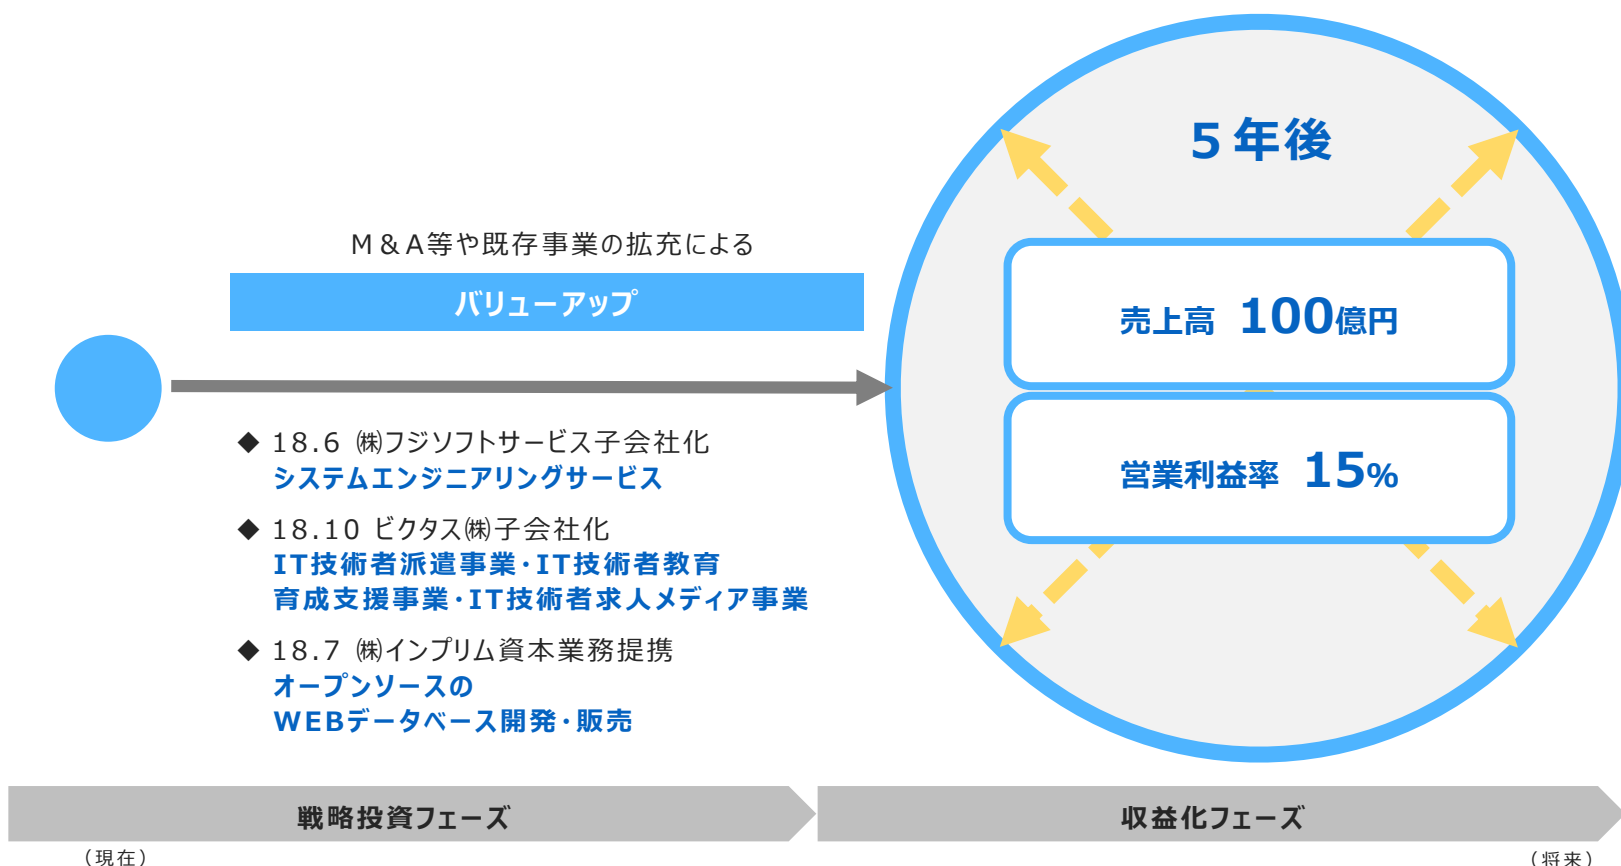 M＆A等や既存事業の拡充による
バリューアップ
◆ 18.6 ㈱フジソフトサービス子会社化
システムエンジニアリングサービス
◆ 18.10 ビクタス㈱子会社化
IT技術者派遣事業・IT技術者教育
育成支援事業・IT技術者求人メディア事業
◆ 18.7 ㈱インプリム資本業務提携
オープンソースの
WEBデータベース開発・販売
５年後
売上高 100億円
営業利益率 15%
戦略投資フェーズ
収益化フェーズ
（現在）
（将来）